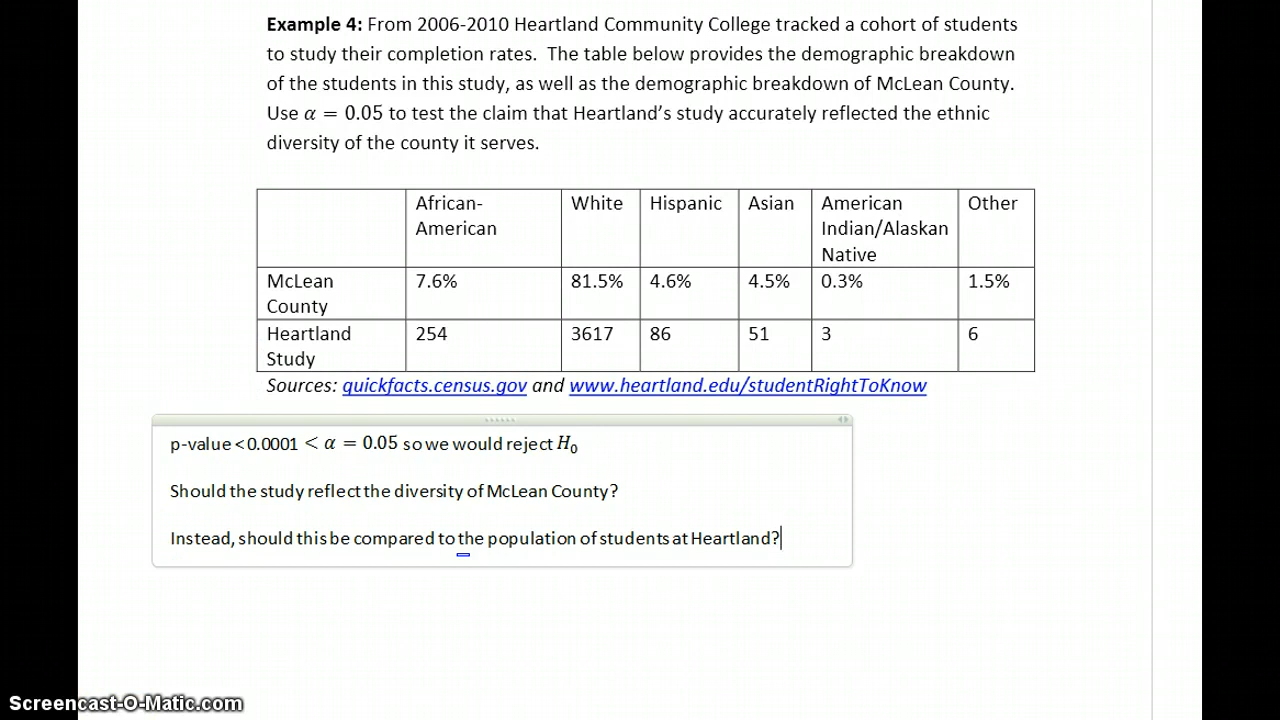 Example 4: From 2006-2010 Heartland Community College tracked a cohort of students
to study their completion rates. The table below provides the demographic breakdown
of the students in this study, as well as the demographic breakdown of McLean County.
Use α = 0.05 to test the claim that Heartland's study accurately reflected the ethnic
diversity of the county it serves.
African-American White Hispanic Asian American Indian/Alaskan Native Other
McLean County 7.6% 81.5% 4.6% 4.5% 0.3% 1.5%
Heartland Study 254 3617 86 51 3 6
Sources: quickfacts.census.gov and www.heartland.edu/studentRightToKnow
p-value <0.0001 < α = 0.05 so we would reject H₀
Should the study reflect the diversity of McLean County?
Instead, should this be compared to the population of students at Heartland?
Screencast-O-Matic.com